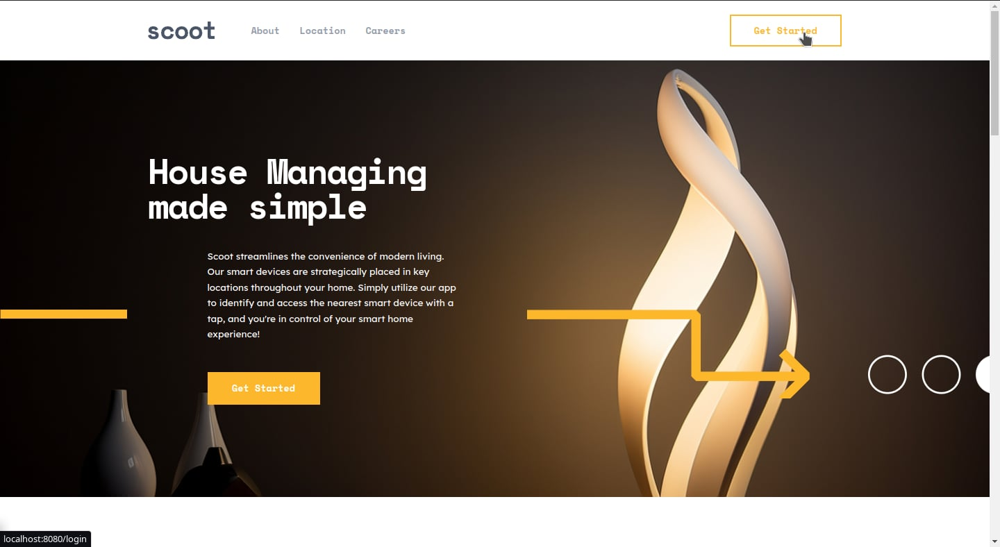 scoot
About
Location
Careers
Get Started
House Managing
made simple
Scoot streamlines the convenience of modern living.
Our smart devices are strategically placed in key
locations throughout your home. Simply utilize our app
to identify and access the nearest smart device with a
tap, and you're in control of your smart home
experience!
Get Started
localhost:8080/login